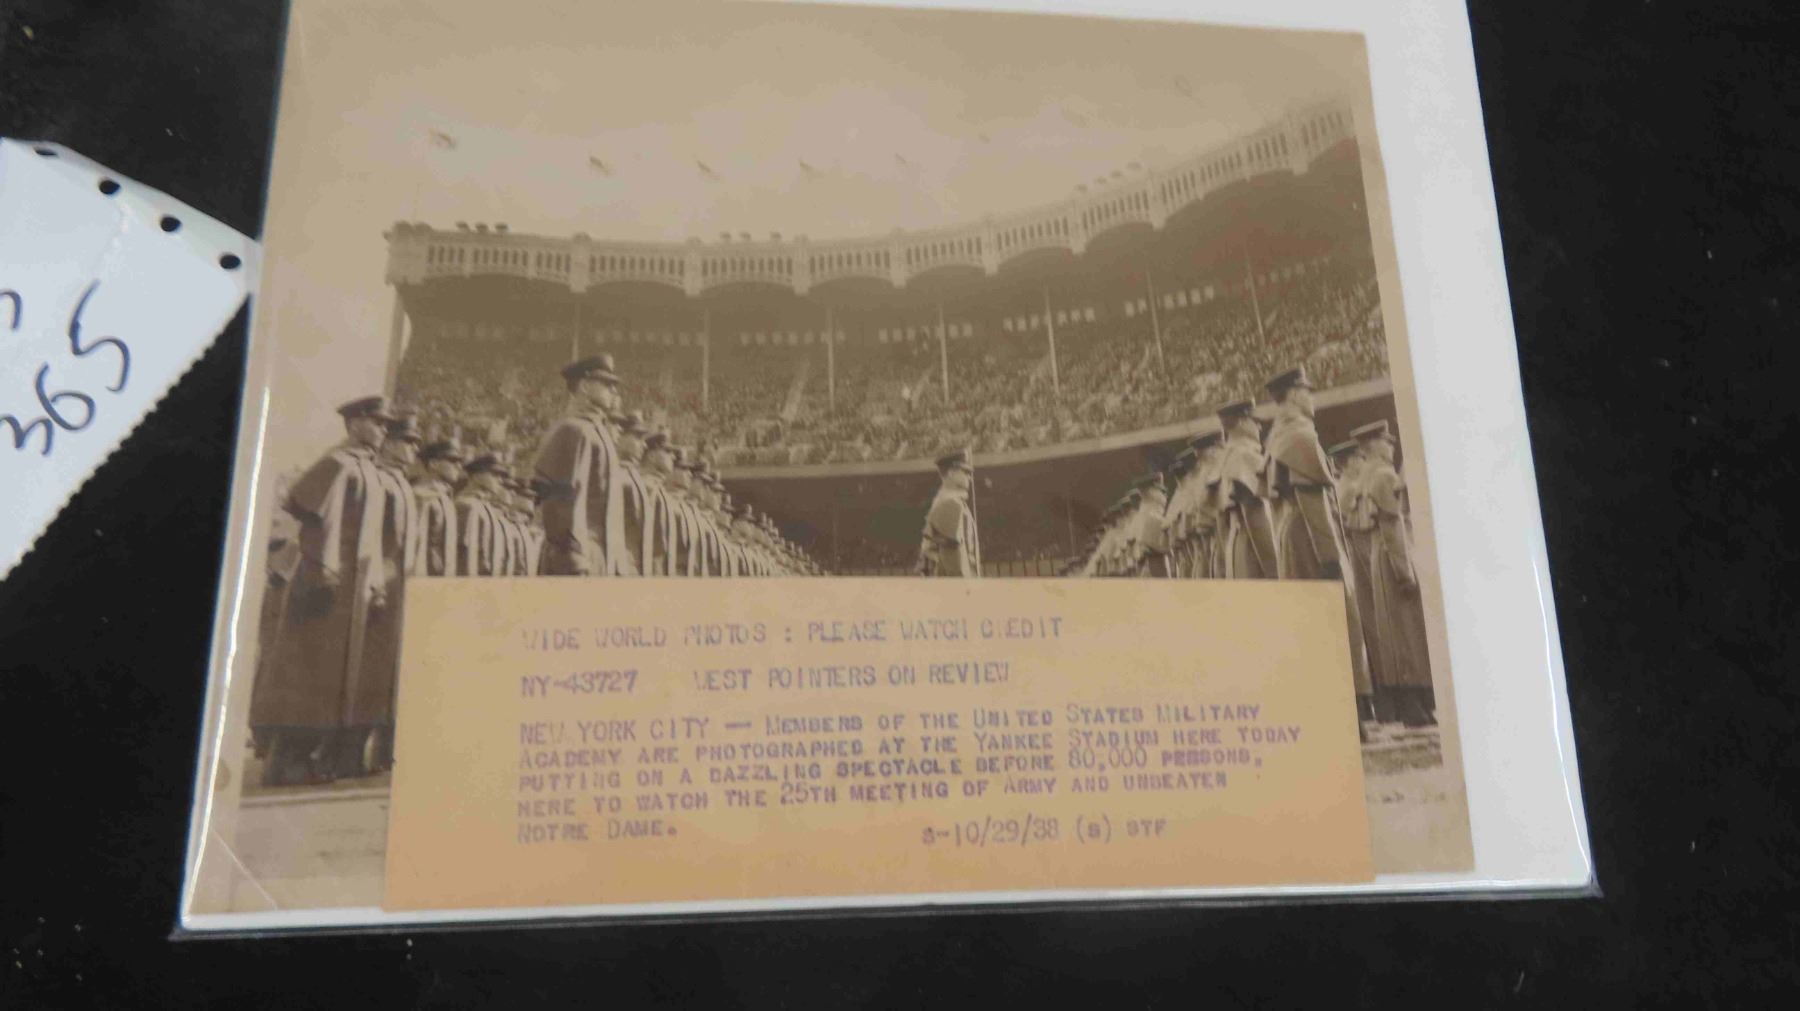 365
WIDE WORLD PHOTOS : PLEASE WATCH CREDIT
NY-43727 WEST POINTERS ON REVIEW
NEW YORK CITY — MEMBERS OF THE UNITED STATES MILITARY
ACADEMY ARE PHOTOGRAPHED AT THE YANKEE STADIUM HERE TODAY
PUTTING ON A DAZZLING SPECTACLE BEFORE 80,000 PERSONS,
HERE TO WATCH THE 25TH MEETING OF ARMY AND UNBEATEN
NOTRE DAME.
S-10/29/38 (S) STF